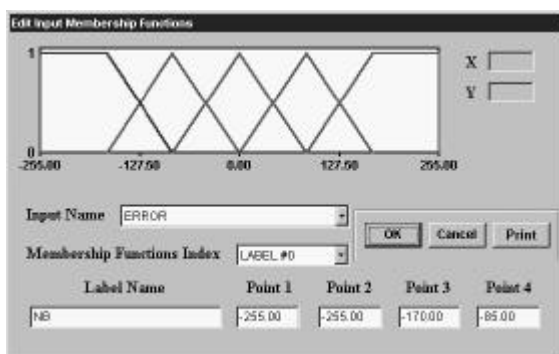 Edit Input Membership Functions
1
X
Y
0
-255.00 -127.50 0.00 127.50 255.00
Input Name ERROR
OK Cancel Print
Membership Functions Index LABEL #0
Label Name Point 1 Point 2 Point 3 Point 4
NB -255.00 -255.00 -170.00 -85.00